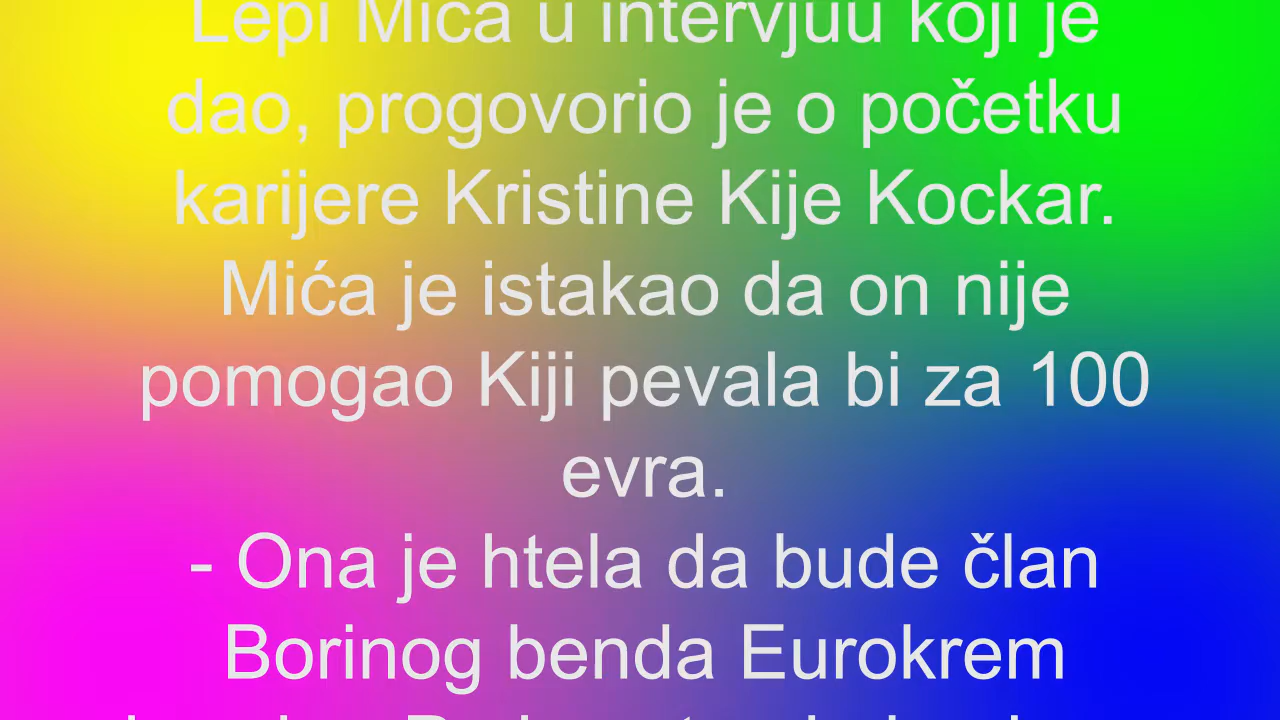 Lepi Mića u intervjuu koji je
dao, progovorio je o početku
karijere Kristine Kije Kockar.
Mića je istakao da on nije
pomogao Kiji pevala bi za 100
evra.
- Ona je htela da bude član
Borinog benda Eurokrem